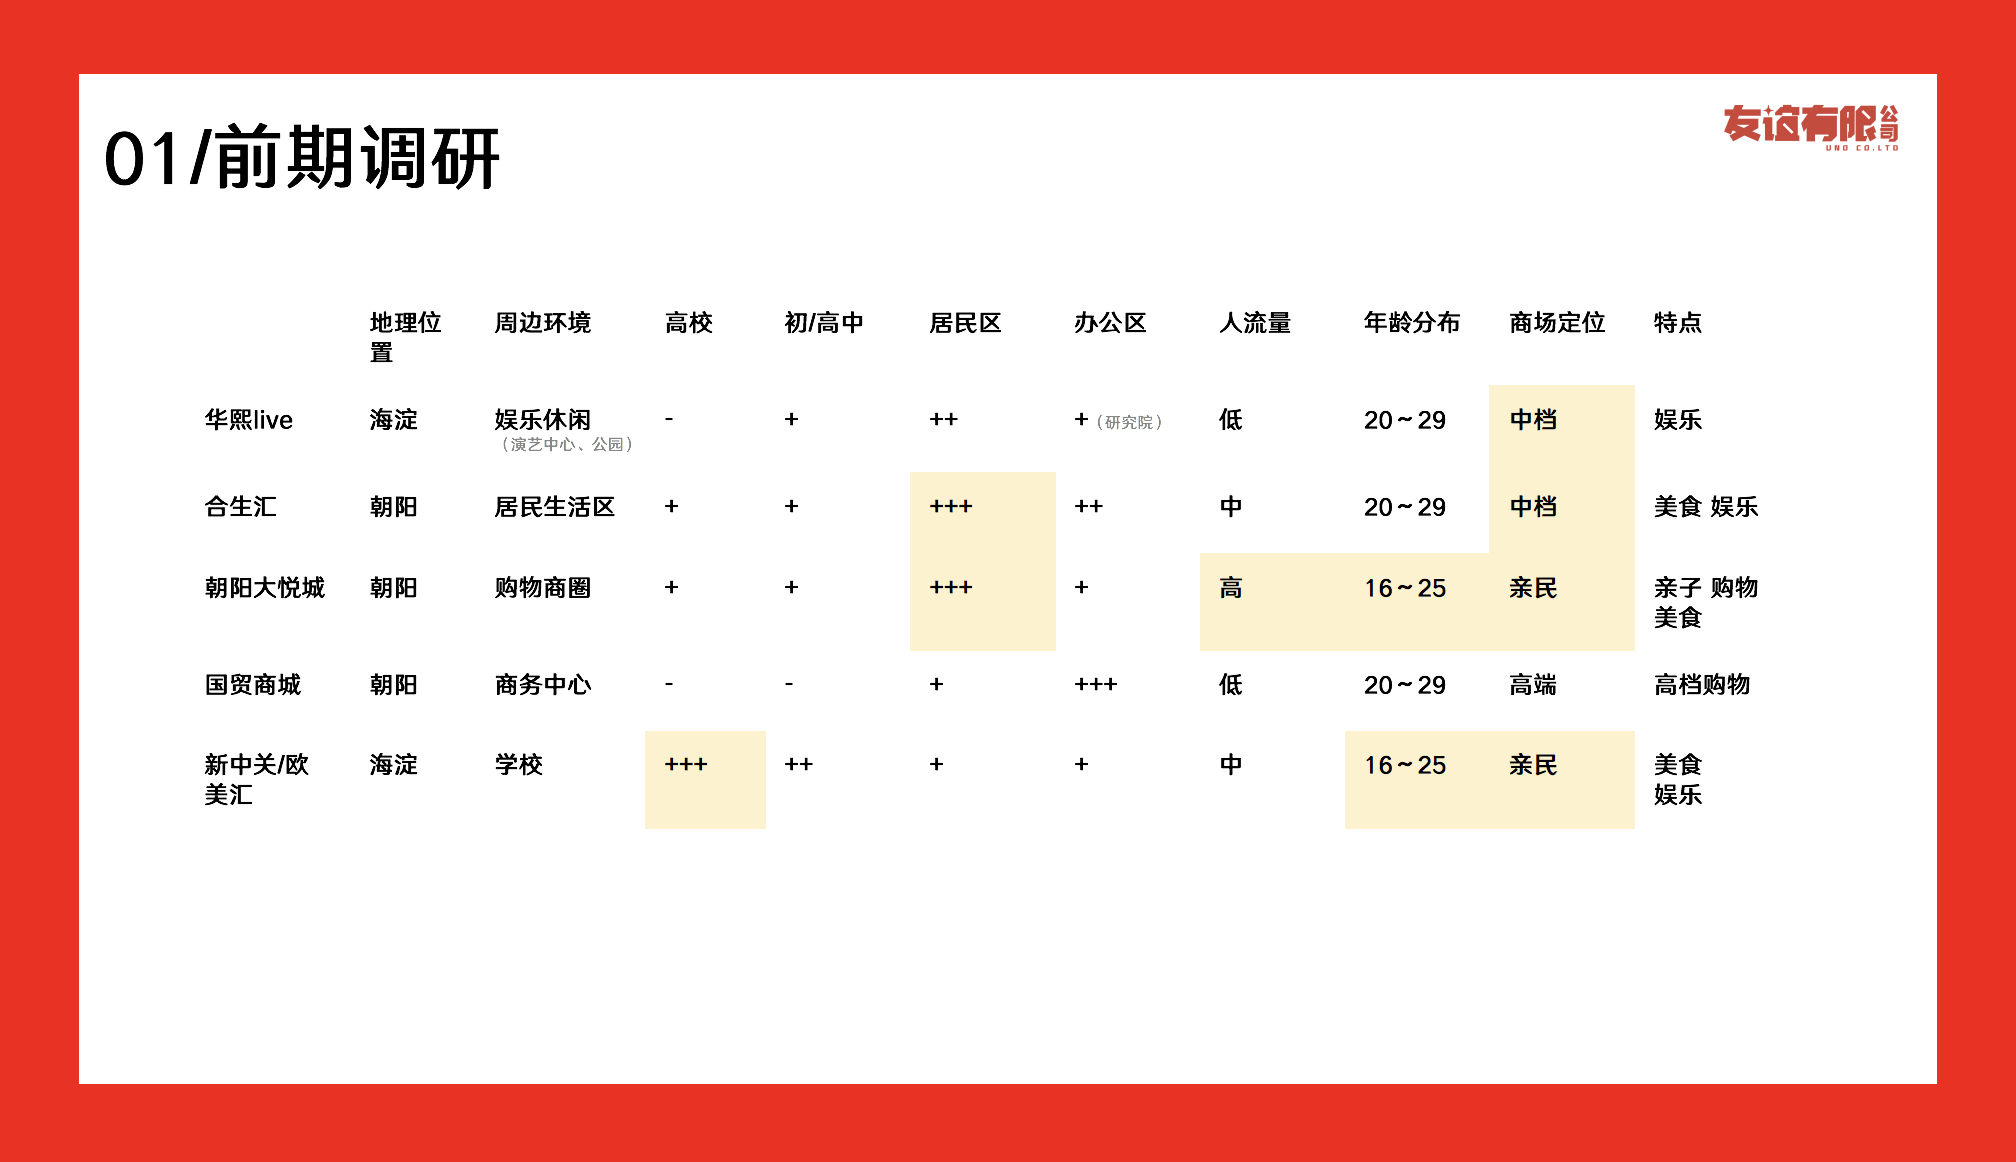 01/前期调研
友谊有限公司
UNO CO.LTD
地理位置 周边环境 高校 初/高中 居民区 办公区 人流量 年龄分布 商场定位 特点
华熙live 海淀 娱乐休闲 - + ++ +（研究院） 低 20～29 中档 娱乐
（演艺中心、公园）
合生汇 朝阳 居民生活区 + + +++ ++ 中 20～29 中档 美食 娱乐
朝阳大悦城 朝阳 购物商圈 + + +++ + 高 16～25 亲民 亲子 购物
美食
国贸商城 朝阳 商务中心 - - + +++ 低 20～29 高端 高档购物
新中关/欧美汇 海淀 学校 +++ ++ + + 中 16～25 亲民 美食
娱乐